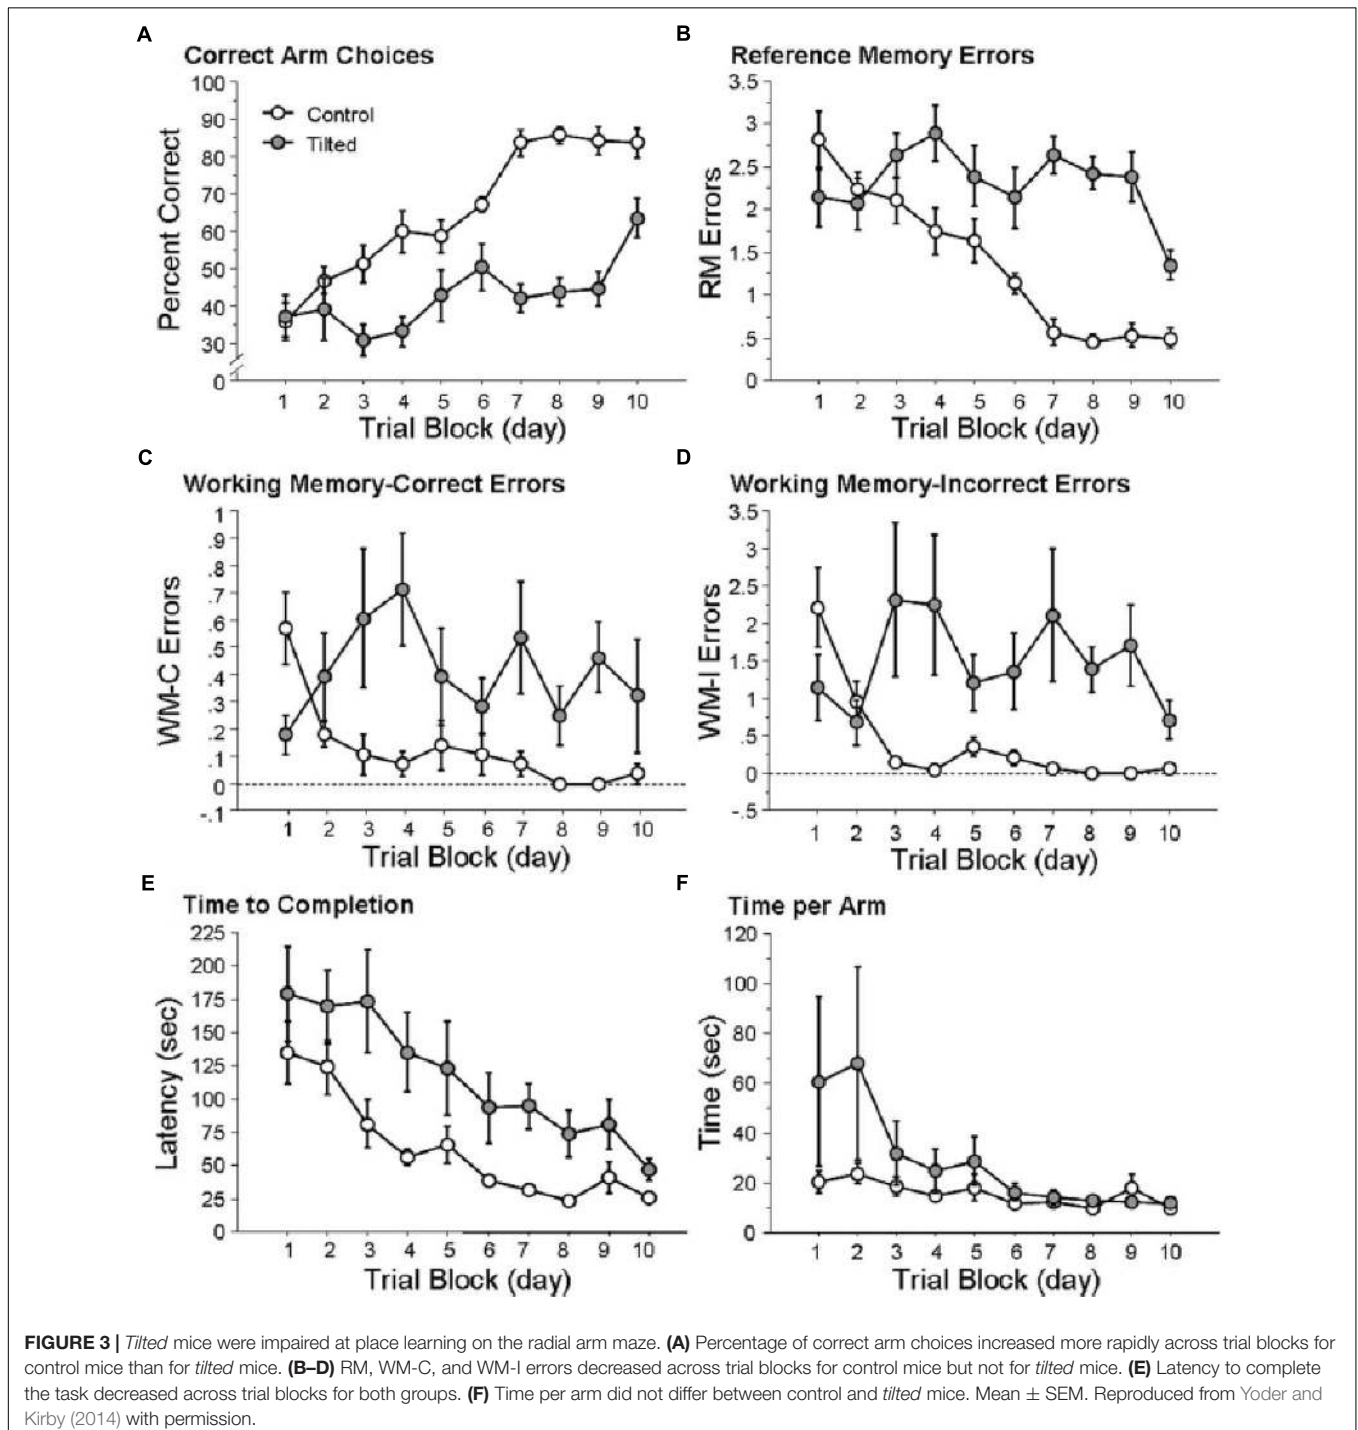 A
Correct Arm Choices
100
90
80
70
60
50
40
30
0
Percent Correct
Control
Tilted
1 2 3 4 5 6 7 8 9 10
Trial Block (day)
B
Reference Memory Errors
3.5
3
2.5
2
1.5
1
.5
0
RM Errors
1 2 3 4 5 6 7 8 9 10
Trial Block (day)
C
Working Memory-Correct Errors
1
.9
.8
.7
.6
.5
.4
.3
.2
.1
0
-.1
WM-C Errors
1 2 3 4 5 6 7 8 9 10
Trial Block (day)
D
Working Memory-Incorrect Errors
3.5
3
2.5
2
1.5
1
.5
0
-.5
WM-I Errors
1 2 3 4 5 6 7 8 9 10
Trial Block (day)
E
Time to Completion
225
200
175
150
125
100
75
50
25
0
Latency (sec)
1 2 3 4 5 6 7 8 9 10
Trial Block (day)
F
Time per Arm
120
100
80
60
40
20
0
Time (sec)
1 2 3 4 5 6 7 8 9 10
Trial Block (day)
FIGURE 3 | Tilted mice were impaired at place learning on the radial arm maze. (A) Percentage of correct arm choices increased more rapidly across trial blocks for
control mice than for tilted mice. (B–D) RM, WM-C, and WM-I errors decreased across trial blocks for control mice but not for tilted mice. (E) Latency to complete
the task decreased across trial blocks for both groups. (F) Time per arm did not differ between control and tilted mice. Mean ± SEM. Reproduced from Yoder and
Kirby (2014) with permission.